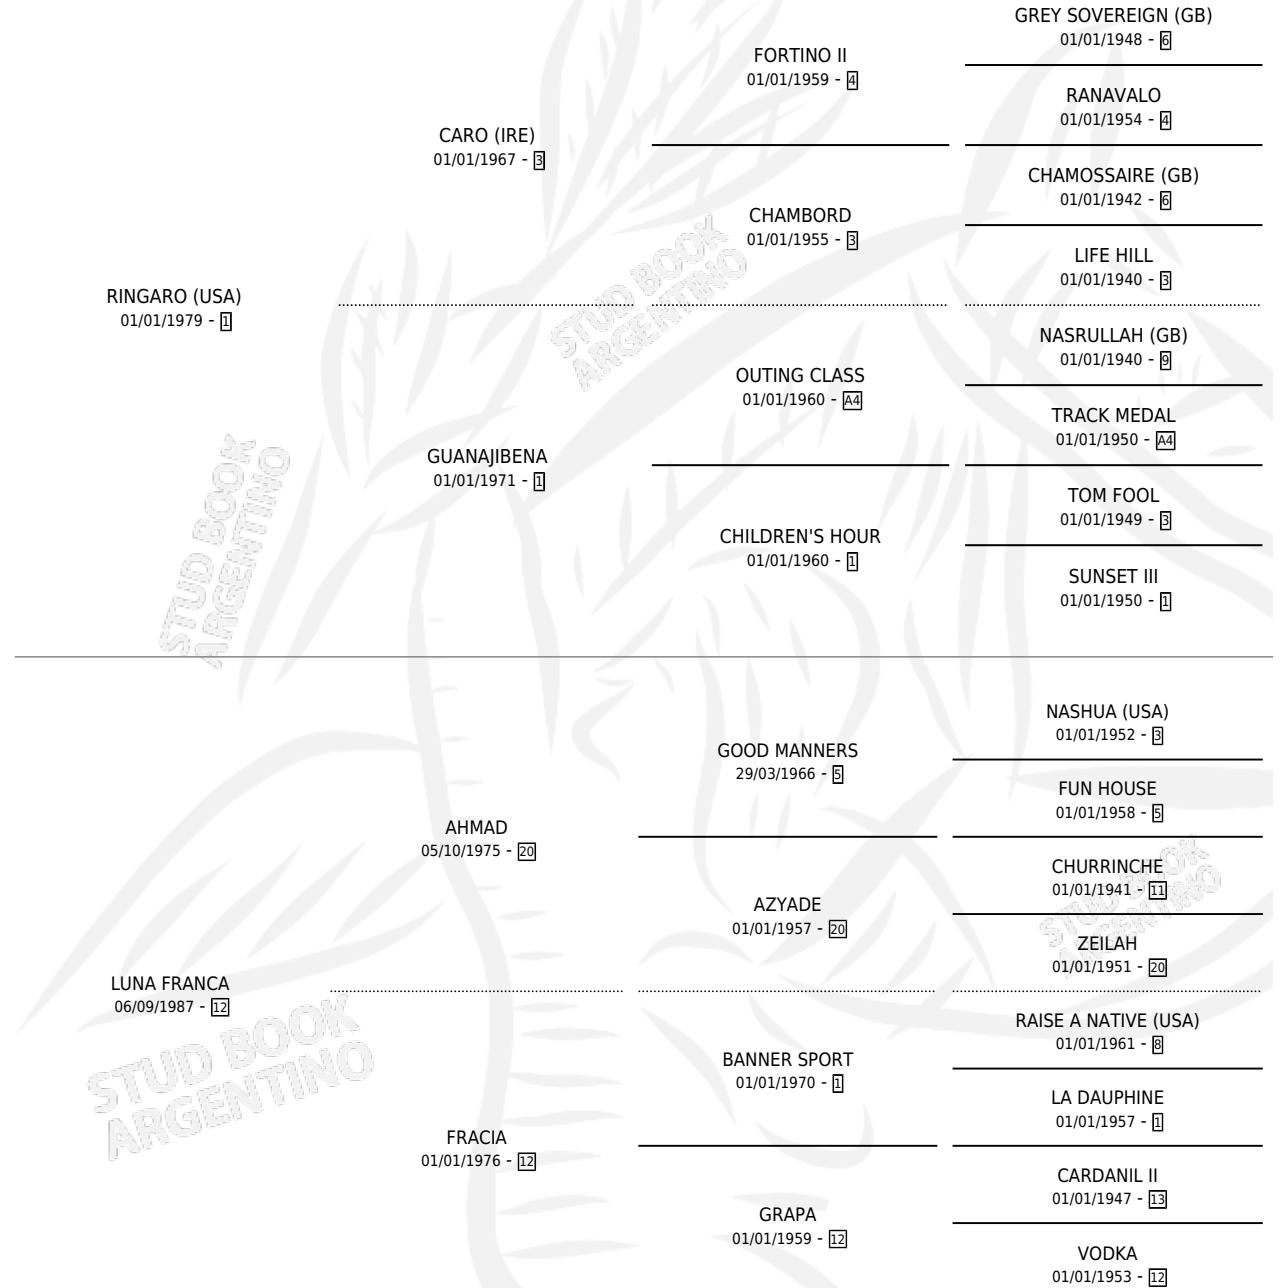 GREY SOVEREIGN (GB)
01/01/1948 - 6
FORTINO II
01/01/1959 - 4
RANAVALO
01/01/1954 - 4
CARO (IRE)
01/01/1967 - 3
CHAMOSSAIRE (GB)
01/01/1942 - 6
CHAMBORD
01/01/1955 - 3
LIFE HILL
01/01/1940 - 3
RINGARO (USA)
01/01/1979 - 1
NASRULLAH (GB)
01/01/1940 - 9
OUTING CLASS
01/01/1960 - A4
TRACK MEDAL
01/01/1950 - A4
GUANAJIBENA
01/01/1971 - 1
TOM FOOL
01/01/1949 - 3
CHILDREN'S HOUR
01/01/1960 - 1
SUNSET III
01/01/1950 - 1
NASHUA (USA)
01/01/1952 - 3
GOOD MANNERS
29/03/1966 - 5
FUN HOUSE
01/01/1958 - 5
AHMAD
05/10/1975 - 20
CHURRINCHE
01/01/1941 - 11
AZYADE
01/01/1957 - 20
ZEILAH
01/01/1951 - 20
LUNA FRANCA
06/09/1987 - 12
RAISE A NATIVE (USA)
01/01/1961 - 8
BANNER SPORT
01/01/1970 - 1
LA DAUPHINE
01/01/1957 - 1
FRACIA
01/01/1976 - 12
CARDANIL II
01/01/1947 - 13
GRAPA
01/01/1959 - 12
VODKA
01/01/1953 - 12
STUD BOOK
ARGENTINO
STUD BOOK
ARGENTINO
STUD BOOK
ARGENTINO
STUD BOOK
ARGENTINO